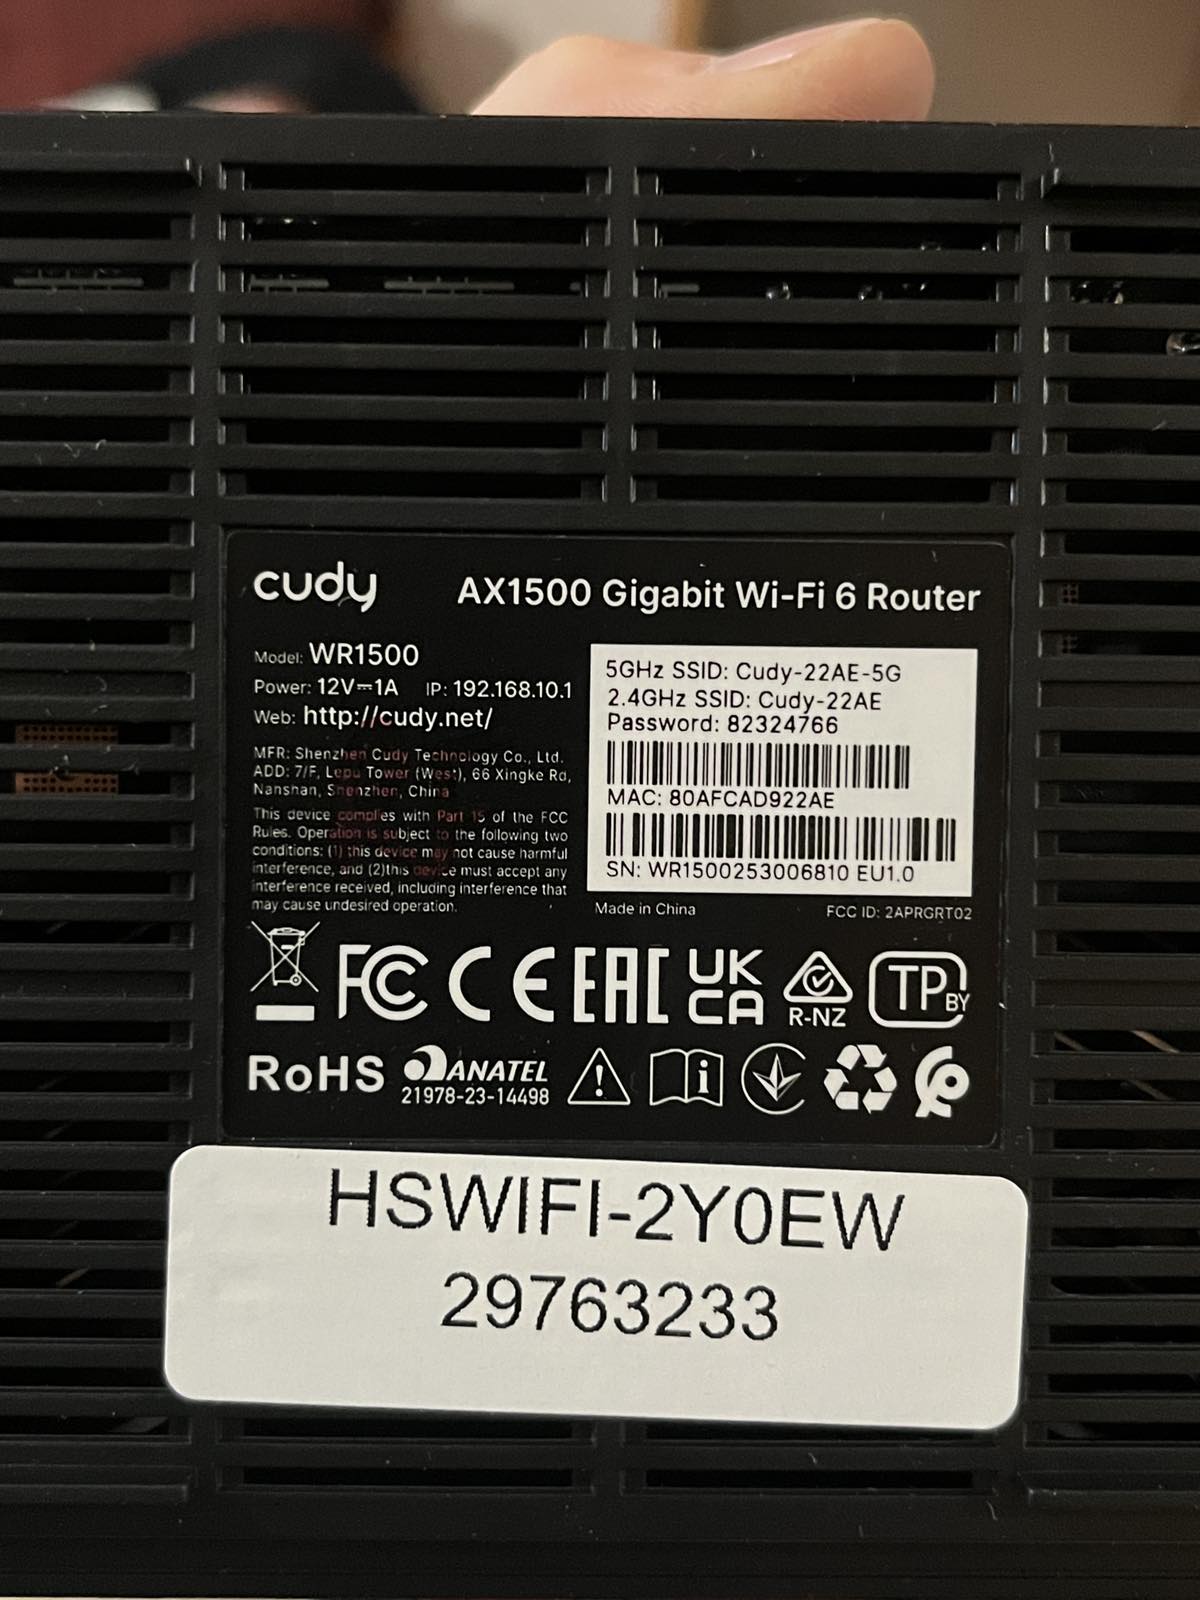 cudy AX1500 Gigabit Wi-Fi 6 Router
Model: WR1500
Power: 12V⎓1A IP: 192.168.10.1
Web: http://cudy.net/
MFR: Shenzhen Cudy Technology Co., Ltd.
ADD: 7/F, Lepu Tower (West), 66 Xingke Rd,
Nanshan, Shenzhen, China
This device complies with Part 15 of the FCC
Rules. Operation is subject to the following two
conditions: (1) this device may not cause harmful
interference, and (2)this device must accept any
interference received, including interference that
may cause undesired operation.
5GHz SSID: Cudy-22AE-5G
2.4GHz SSID: Cudy-22AE
Password: 82324766
MAC: 80AFCAD922AE
SN: WR1500253006810 EU1.0
Made in China FCC ID: 2APRGRT02
FC CE EAC UK
CA R-NZ TP BY
RoHS ANATEL
21978-23-14498
HSWIFI-2Y0EW
29763233